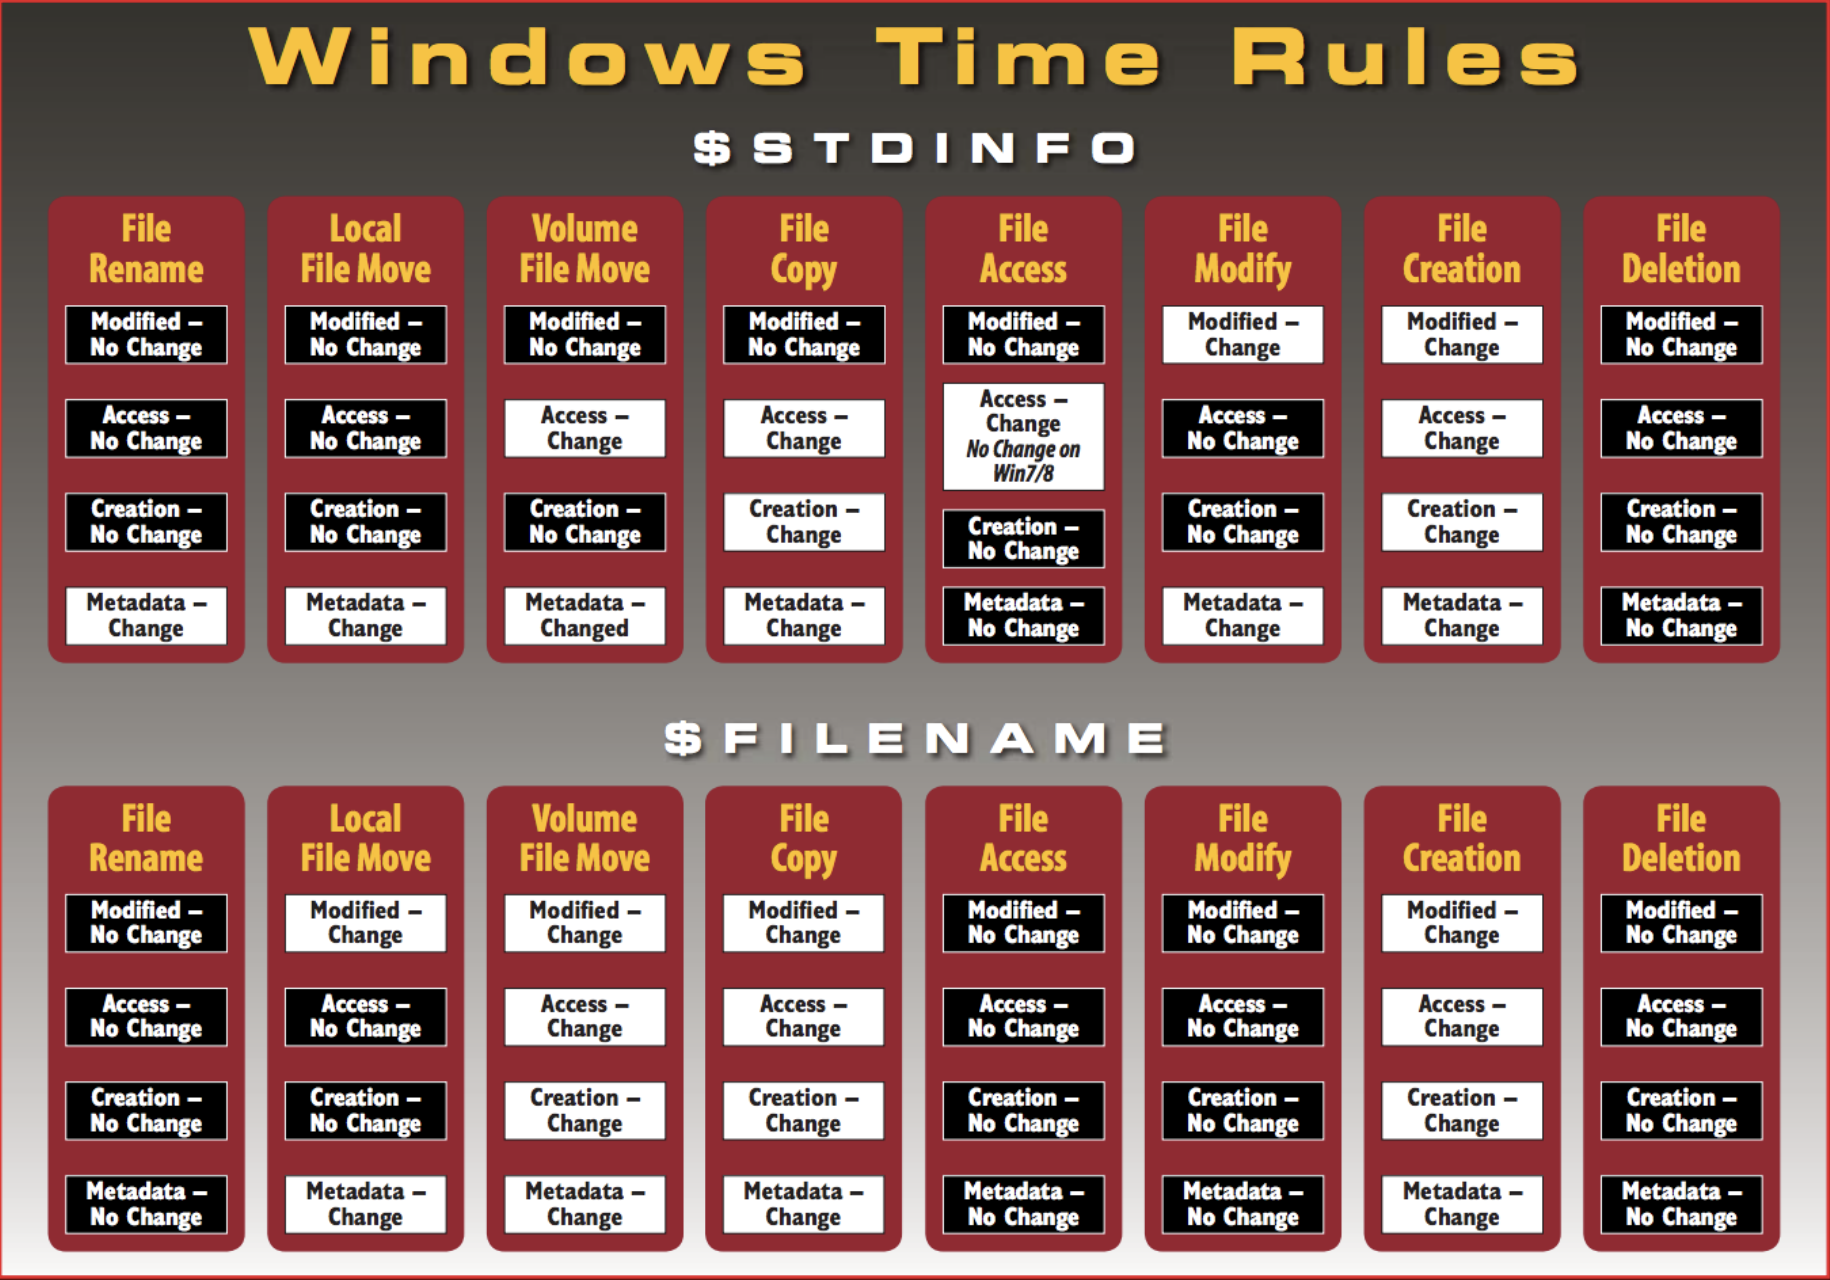 Windows Time Rules
$STDINFO
File
Rename
Modified –
No Change
Access –
No Change
Creation –
No Change
Metadata –
Change
Local
File Move
Modified –
No Change
Access –
No Change
Creation –
No Change
Metadata –
Change
Volume
File Move
Modified –
No Change
Access –
Change
Creation –
No Change
Metadata –
Changed
File
Copy
Modified –
No Change
Access –
Change
Creation –
Change
Metadata –
Change
File
Access
Modified –
No Change
Access –
Change
No Change on
Win7/8
Creation –
No Change
Metadata –
No Change
File
Modify
Modified –
Change
Access –
No Change
Creation –
No Change
Metadata –
Change
File
Creation
Modified –
Change
Access –
Change
Creation –
Change
Metadata –
Change
File
Deletion
Modified –
No Change
Access –
No Change
Creation –
No Change
Metadata –
No Change
$FILENAME
File
Rename
Modified –
No Change
Access –
No Change
Creation –
No Change
Metadata –
No Change
Local
File Move
Modified –
Change
Access –
No Change
Creation –
No Change
Metadata –
Change
Volume
File Move
Modified –
Change
Access –
Change
Creation –
Change
Metadata –
Change
File
Copy
Modified –
Change
Access –
Change
Creation –
Change
Metadata –
Change
File
Access
Modified –
No Change
Access –
No Change
Creation –
No Change
Metadata –
No Change
File
Modify
Modified –
No Change
Access –
No Change
Creation –
No Change
Metadata –
No Change
File
Creation
Modified –
Change
Access –
Change
Creation –
Change
Metadata –
Change
File
Deletion
Modified –
No Change
Access –
No Change
Creation –
No Change
Metadata –
No Change